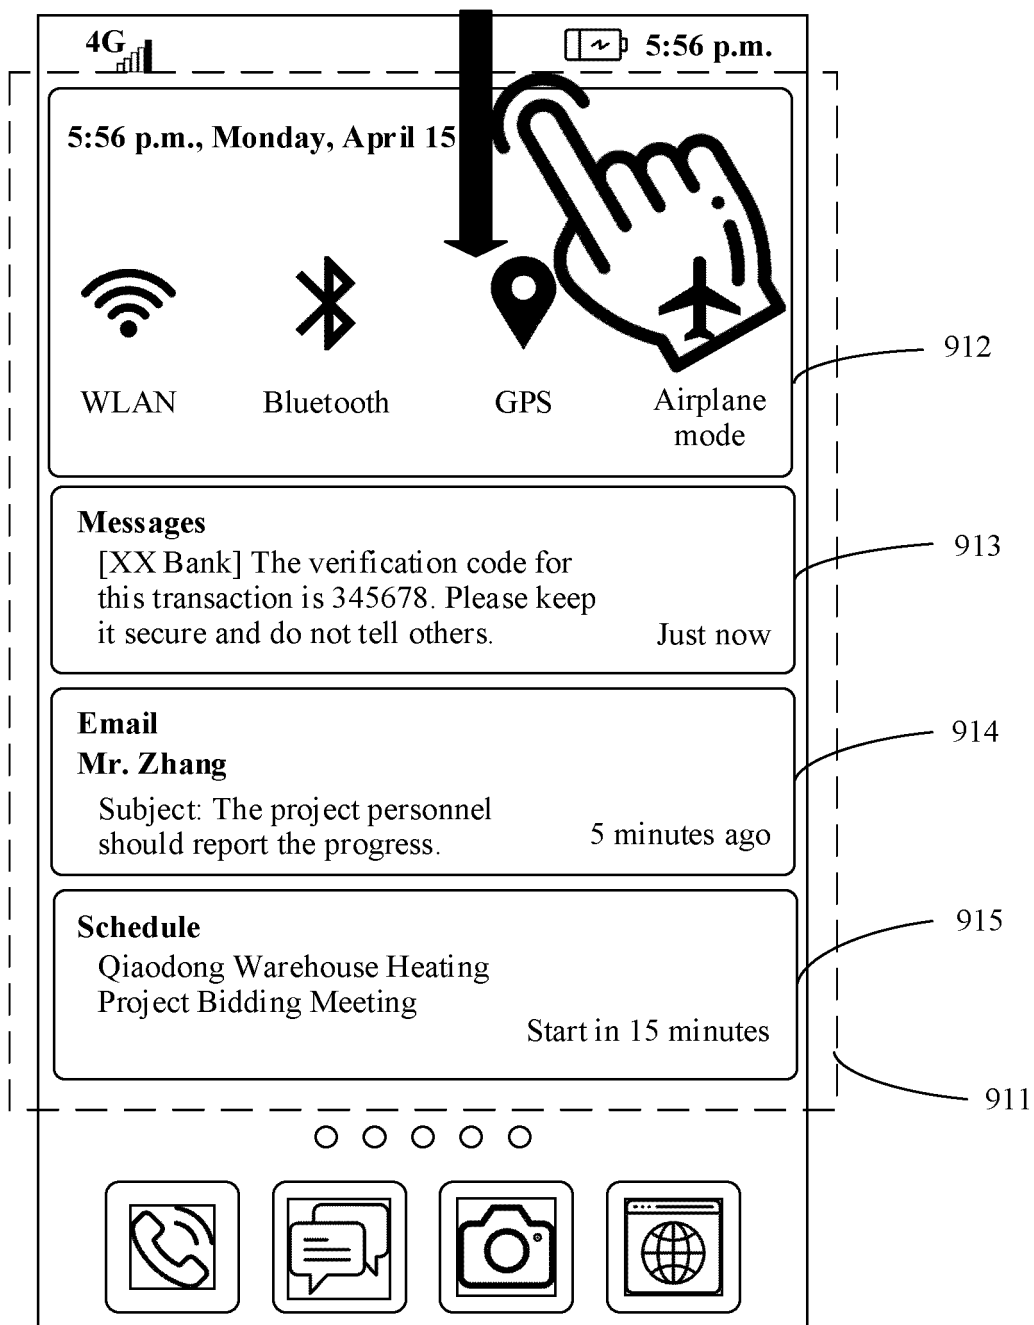 4G
5:56 p.m.
5:56 p.m., Monday, April 15
WLAN
Bluetooth
GPS
Airplane
mode
912
Messages
[XX Bank] The verification code for
this transaction is 345678. Please keep
it secure and do not tell others.
Just now
913
Email
Mr. Zhang
Subject: The project personnel
should report the progress.
5 minutes ago
914
Schedule
Qiaodong Warehouse Heating
Project Bidding Meeting
Start in 15 minutes
915
911